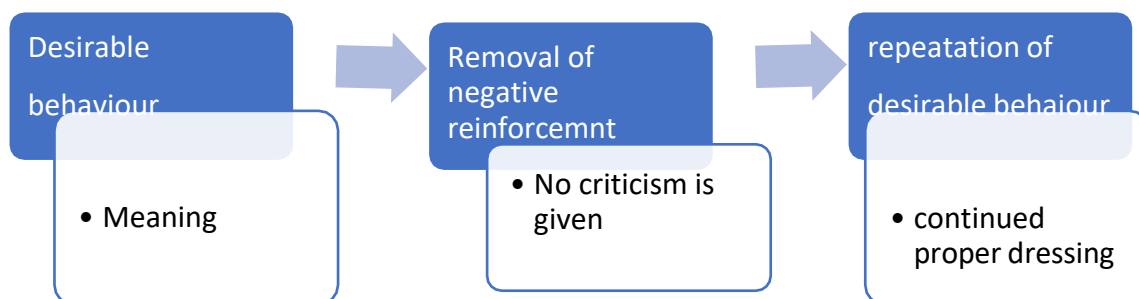 Desirable
behaviour
• Meaning
Removal of
negative
reinforcemnt
• No criticism is
given
repeatation of
desirable behaiour
• continued
proper dressing